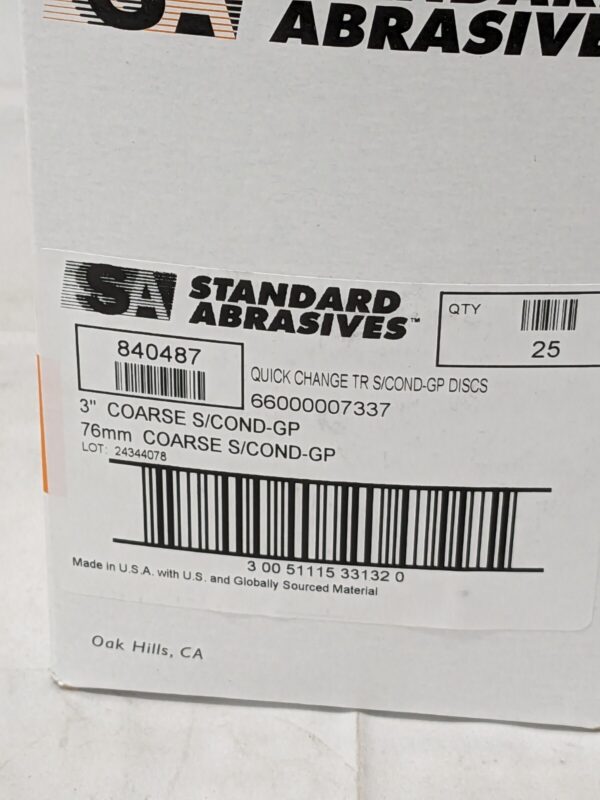 SA
ABRASIVE
SA STANDARD
ABRASIVES™
QTY
25
840487
QUICK CHANGE TR S/COND-GP DISCS
66000007337
3" COARSE S/COND-GP
76mm COARSE S/COND-GP
LOT: 24344078
3 00 51115 33132 0
Made in U.S.A. with U.S. and Globally Sourced Material
Oak Hills, CA